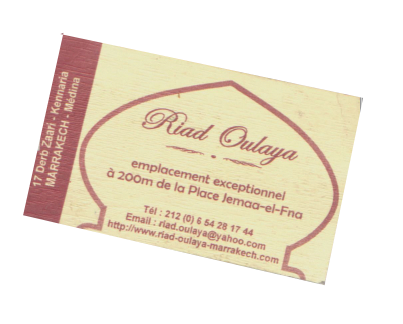 17 Derb Zaari - Kennaria
MARRAKECH - Médina
Riad Oulaya
emplacement exceptionnel
à 200m de la Place Jemaa-el-Fna
Tél : 212 (0) 6 54 28 17 44
Email : riad.oulaya@yahoo.com
http://www.riad-oulaya-marrakech.com